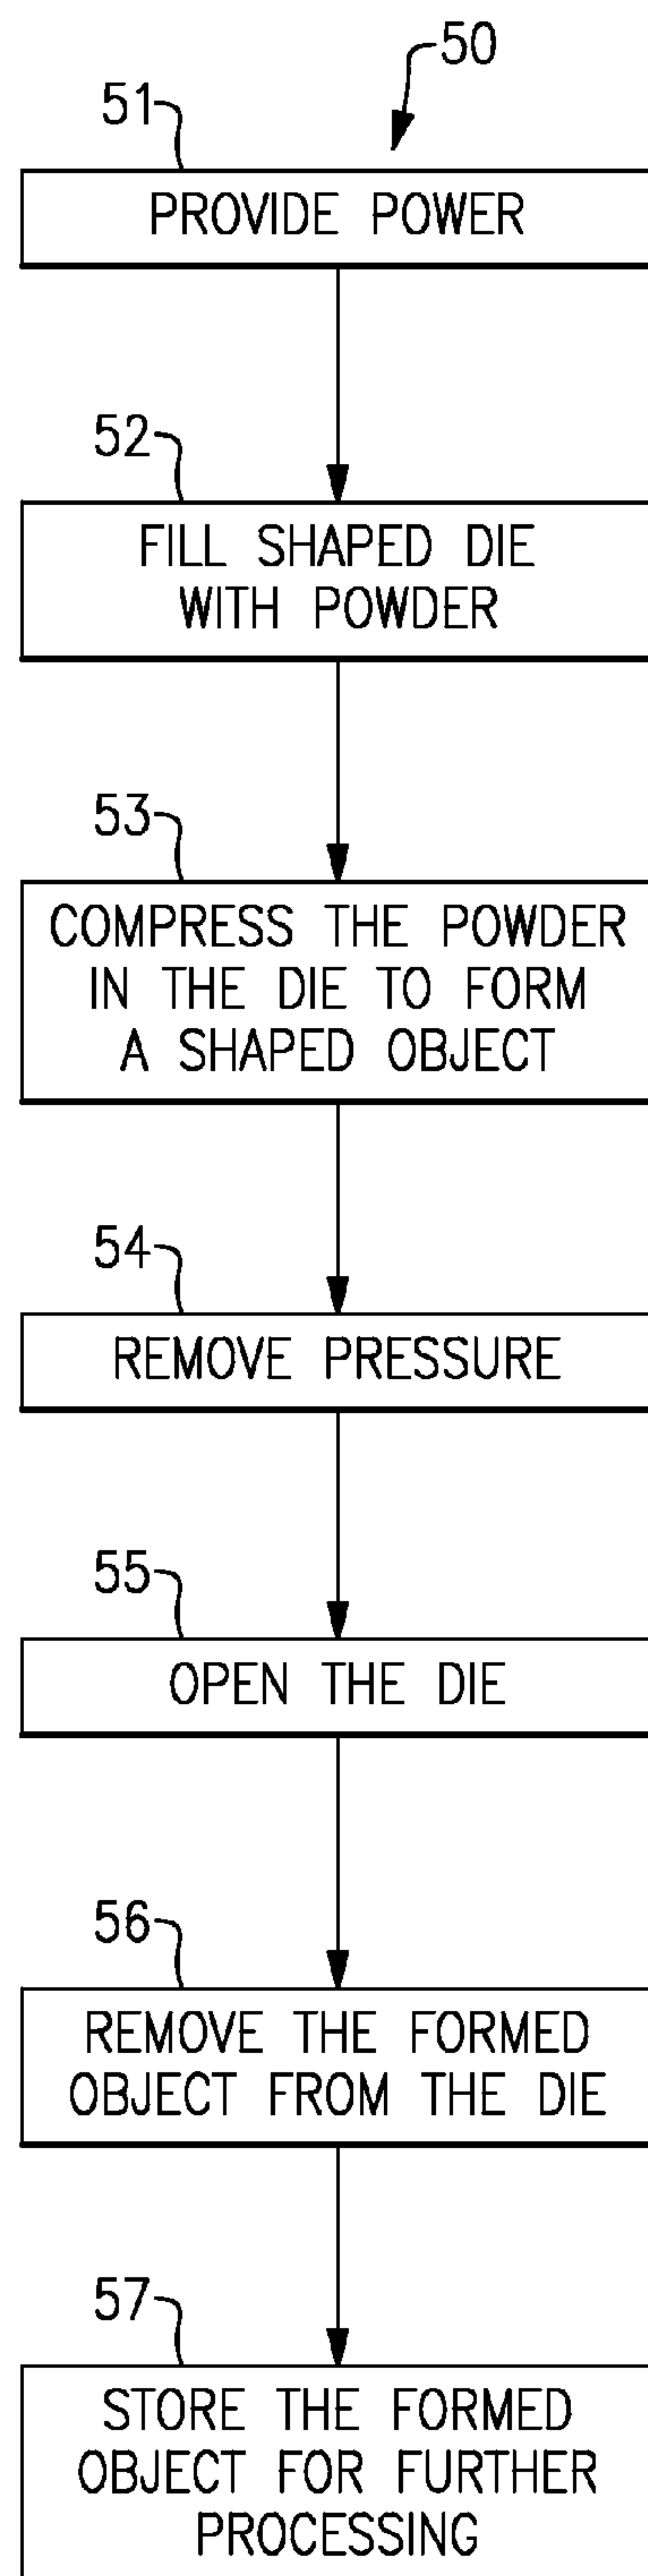 50
51
PROVIDE POWER
52
FILL SHAPED DIE
WITH POWDER
53
COMPRESS THE POWDER
IN THE DIE TO FORM
A SHAPED OBJECT
54
REMOVE PRESSURE
55
OPEN THE DIE
56
REMOVE THE FORMED
OBJECT FROM THE DIE
57
STORE THE FORMED
OBJECT FOR FURTHER
PROCESSING